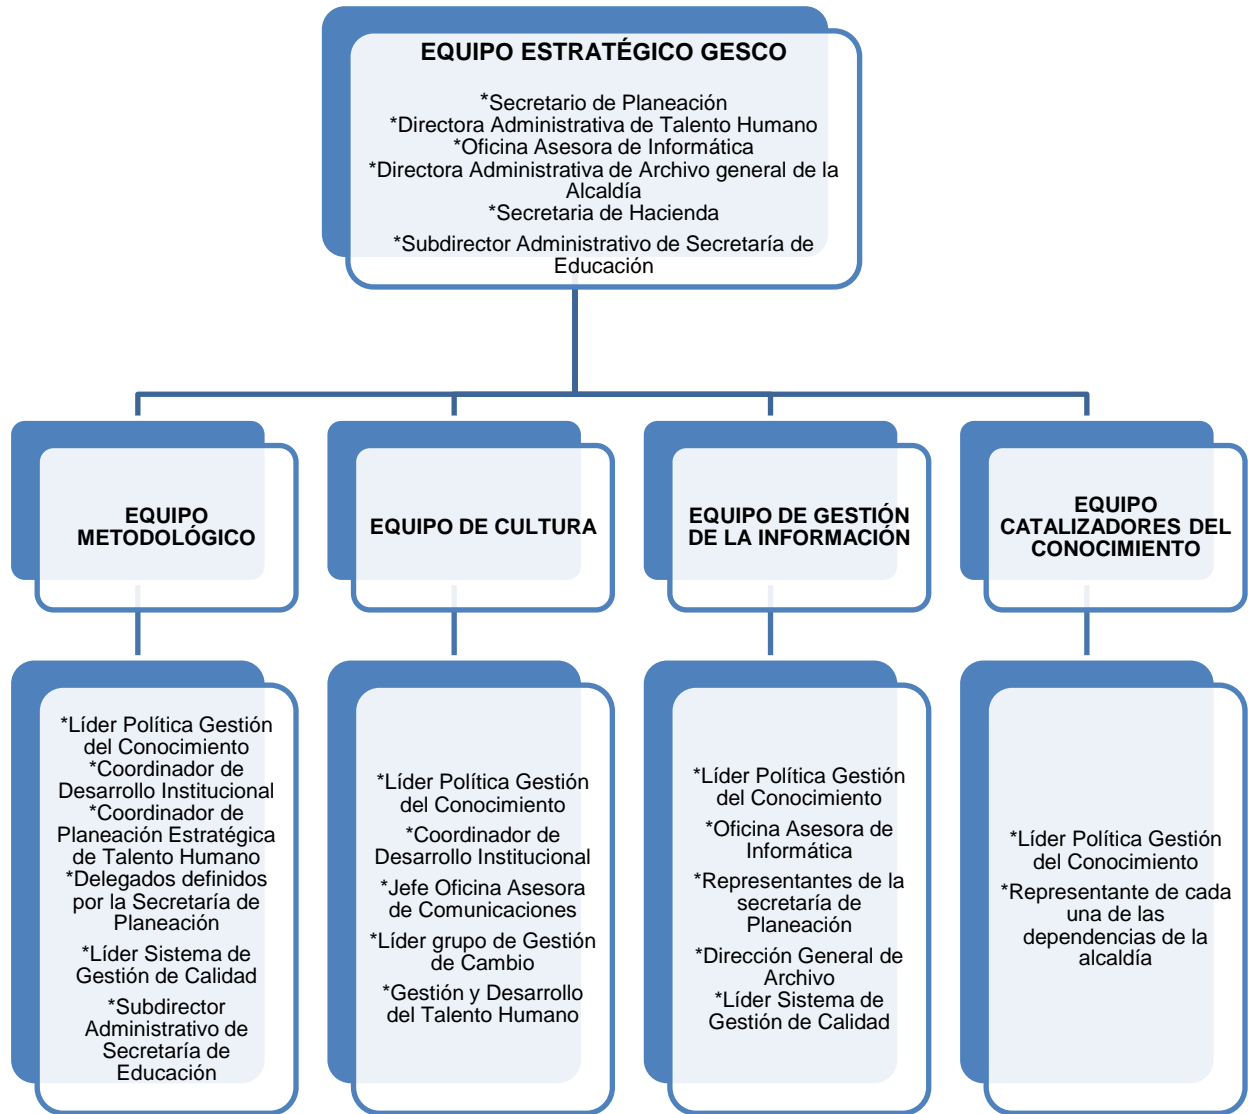 EQUIPO ESTRATÉGICO GESCO
*Secretario de Planeación
*Directora Administrativa de Talento Humano
*Oficina Asesora de Informática
*Directora Administrativa de Archivo general de la
Alcaldía
*Secretaria de Hacienda
*Subdirector Administrativo de Secretaría de
Educación
EQUIPO
METODOLÓGICO
EQUIPO DE CULTURA
EQUIPO DE GESTIÓN
DE LA INFORMACIÓN
EQUIPO
CATALIZADORES DEL
CONOCIMIENTO
*Líder Política Gestión
del Conocimiento
*Coordinador de
Desarrollo Institucional
*Coordinador de
Planeación Estratégica
de Talento Humano
*Delegados definidos
por la Secretaría de
Planeación
*Líder Sistema de
Gestión de Calidad
*Subdirector
Administrativo de
Secretaría de
Educación
*Líder Política Gestión
del Conocimiento
*Coordinador de
Desarrollo Institucional
*Jefe Oficina Asesora
de Comunicaciones
*Líder grupo de Gestión
de Cambio
*Gestión y Desarrollo
del Talento Humano
*Líder Política Gestión
del Conocimiento
*Oficina Asesora de
Informática
*Representantes de la
secretaría de
Planeación
*Dirección General de
Archivo
*Líder Sistema de
Gestión de Calidad
*Líder Política Gestión
del Conocimiento
*Representante de cada
una de las
dependencias de la
alcaldía